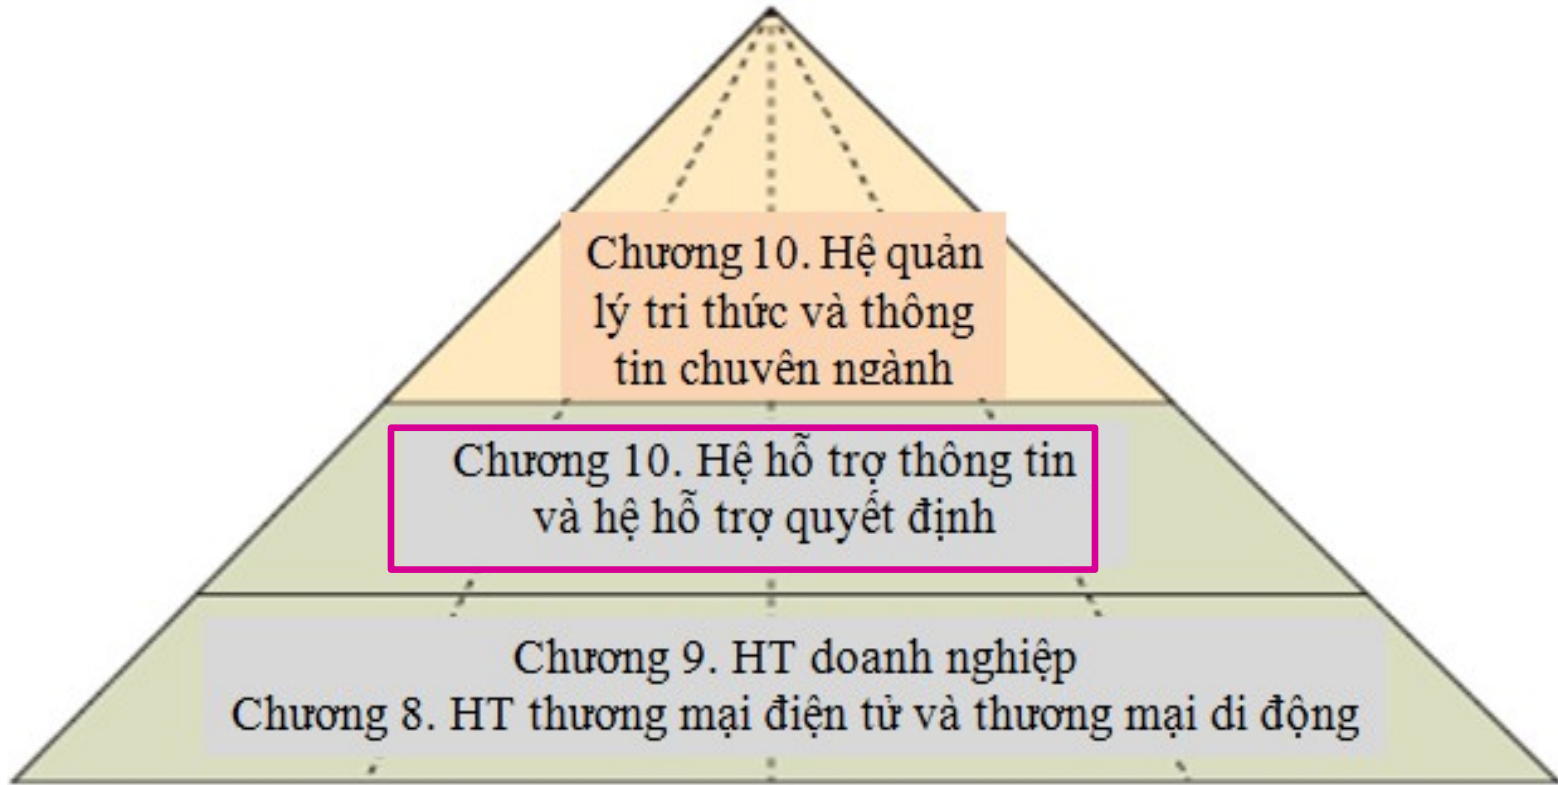 Chương 10. Hệ quản
lý tri thức và thông
tin chuyên ngành
Chương 10. Hệ hỗ trợ thông tin
và hệ hỗ trợ quyết định
Chương 9. HT doanh nghiệp
Chương 8. HT thương mại điện tử và thương mại di động